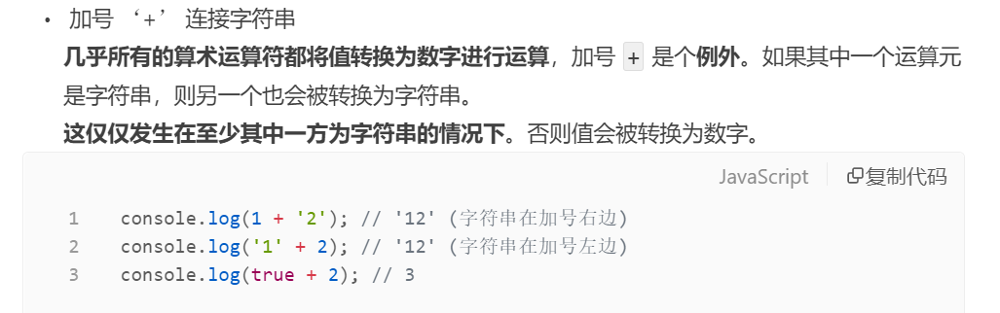 • 加号 ‘+’ 连接字符串
几乎所有的算术运算符都将值转换为数字进行运算，加号 + 是个例外。如果其中一个运算元
是字符串，则另一个也会被转换为字符串。
这仅仅发生在至少其中一方为字符串的情况下。否则值会被转换为数字。
JavaScript 复制代码
1 console.log(1 + '2'); // '12' (字符串在加号右边)
2 console.log('1' + 2); // '12' (字符串在加号左边)
3 console.log(true + 2); // 3